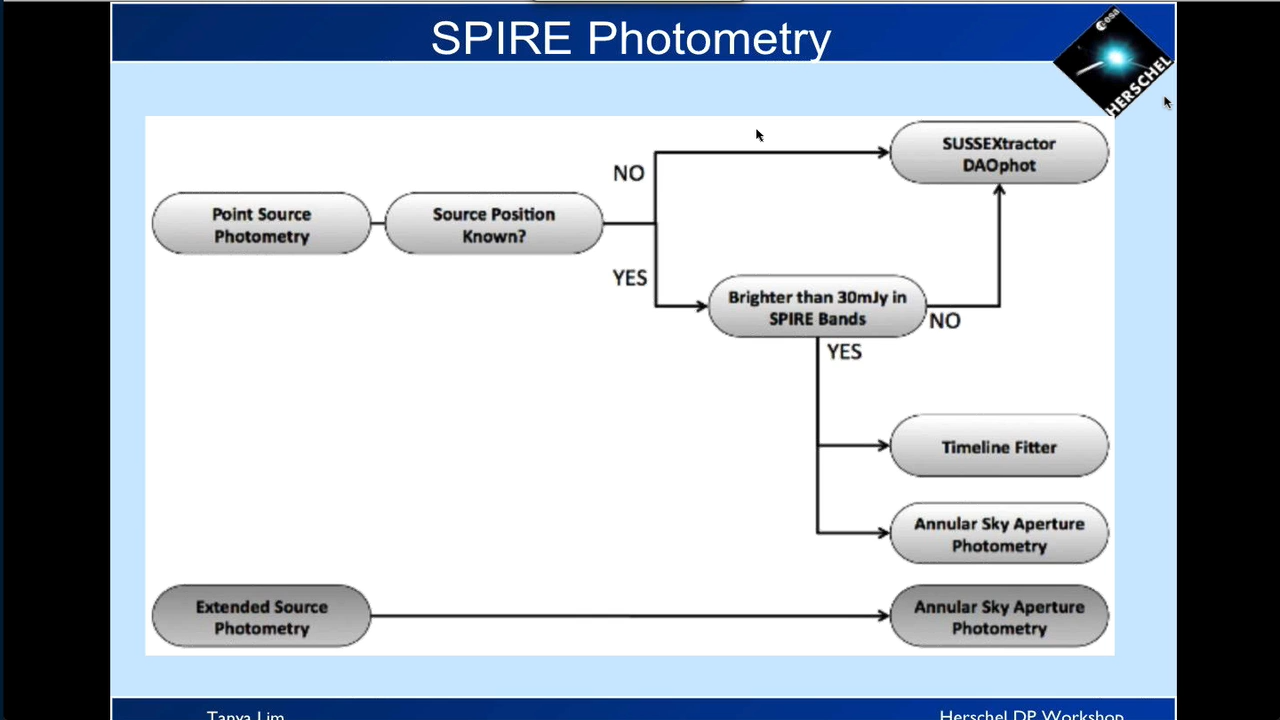 SPIRE Photometry
esa
HERSCHEL
SUSSEXtractor
DAOphot
NO
Point Source
Photometry
Source Position
Known?
YES
Brighter than 30mJy in
SPIRE Bands
NO
YES
Timeline Fitter
Annular Sky Aperture
Photometry
Extended Source
Photometry
Annular Sky Aperture
Photometry
Tanya Lim
Herschel DP Workshop